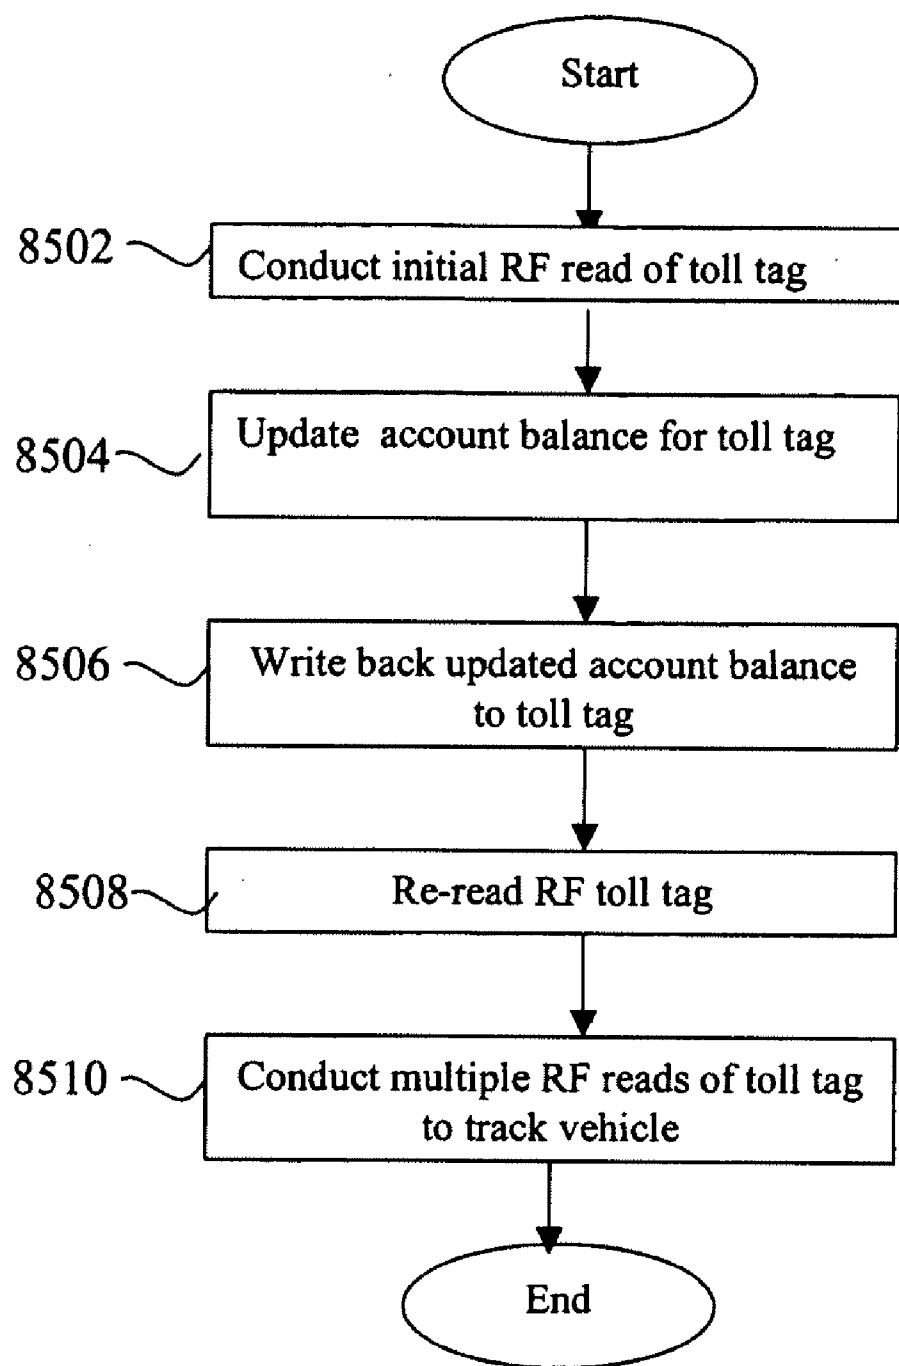 Start
8502
Conduct initial RF read of toll tag
8504
Update account balance for toll tag
8506
Write back updated account balance
to toll tag
8508
Re-read RF toll tag
8510
Conduct multiple RF reads of toll tag
to track vehicle
End